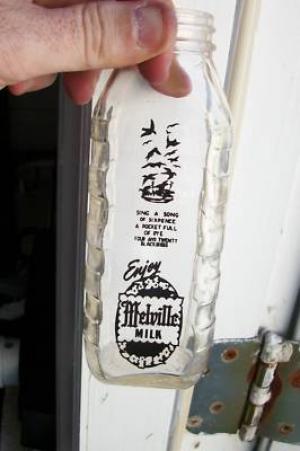 SING A SONG
OF SIXPENCE
A POCKET FULL
OF RYE
FOUR AND TWENTY
BLACKBIRDS
Enjoy
Melville
MILK